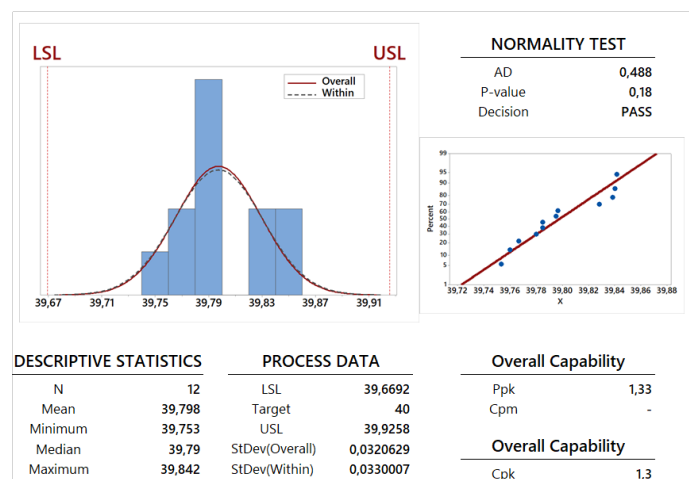 LSL USL
Overall
Within
39,67 39,71 39,75 39,79 39,83 39,87 39,91
NORMALITY TEST
AD 0,488
P-value 0,18
Decision PASS
99
95
90
80
70
60
50
40
30
20
10
5
1
Percent
39,72 39,74 39,76 39,78 39,80 39,82 39,84 39,86 39,88
X
DESCRIPTIVE STATISTICS
N 12
Mean 39,798
Minimum 39,753
Median 39,79
Maximum 39,842
PROCESS DATA
LSL 39,6692
Target 40
USL 39,9258
StDev(Overall) 0,0320629
StDev(Within) 0,0330007
Overall Capability
Ppk 1,33
Cpm -
Overall Capability
Cpk 1,3